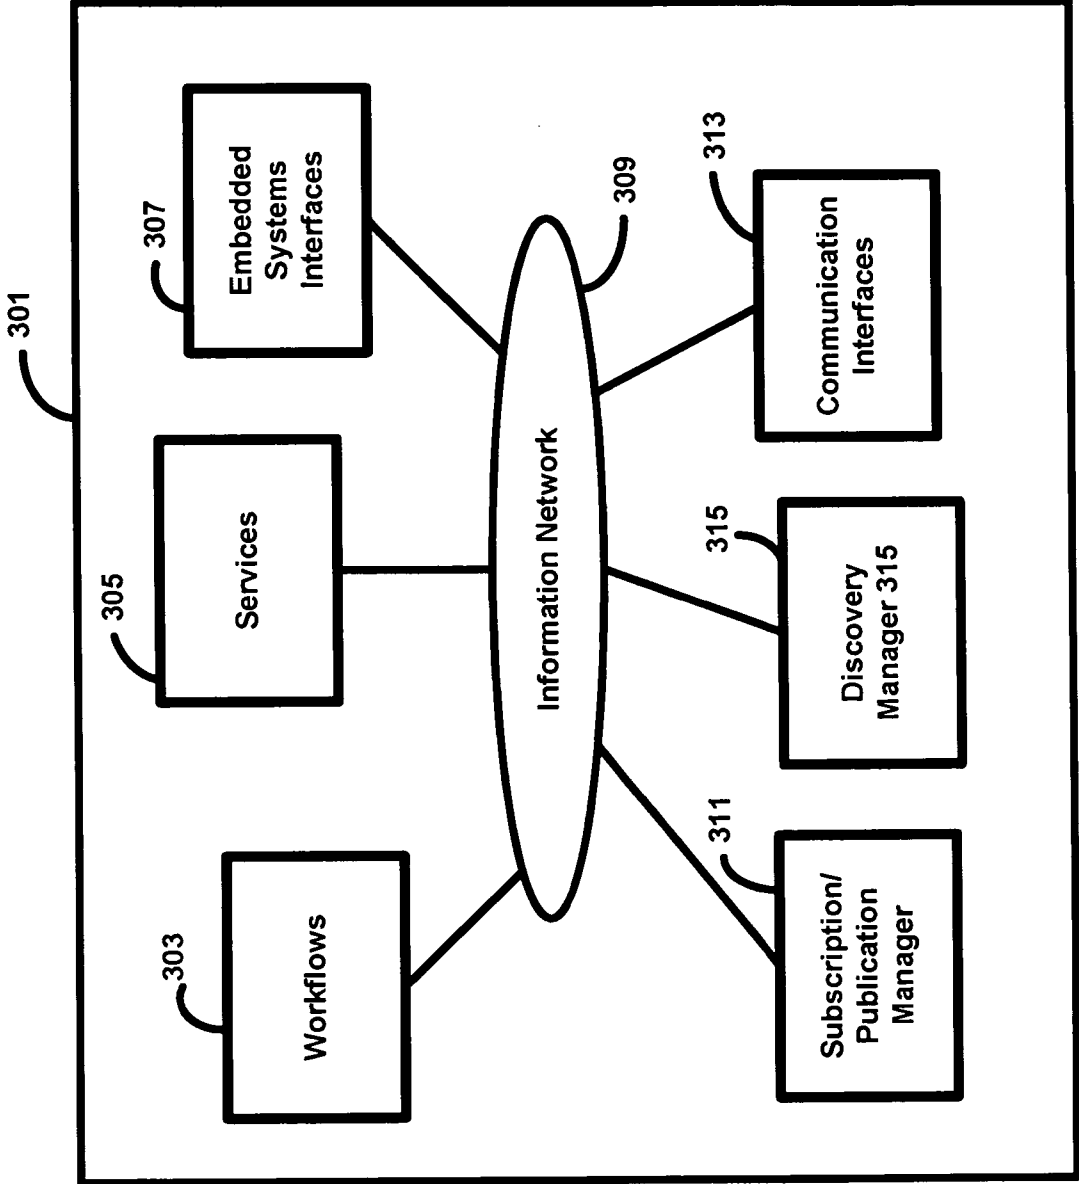 301
303
Workflows
305
Services
307
Embedded
Systems
Interfaces
Information Network
309
311
Subscription/
Publication
Manager
315
Discovery
Manager 315
313
Communication
Interfaces